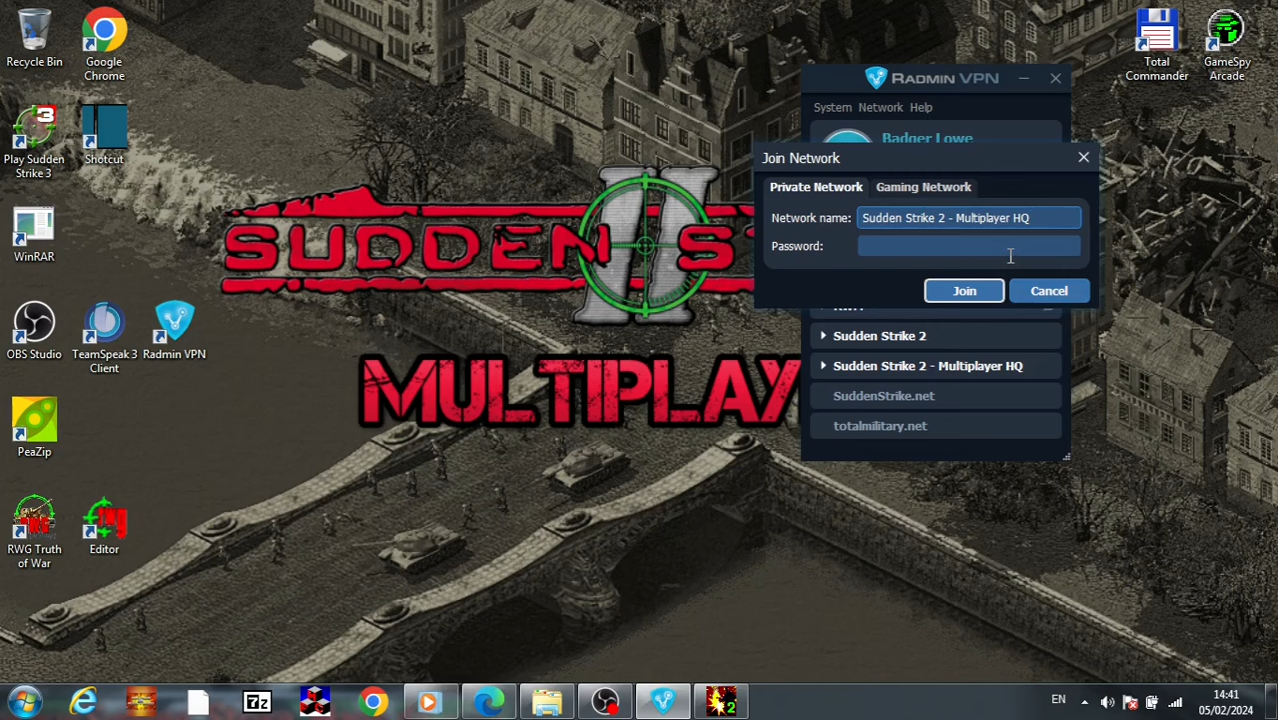 Recycle Bin
Google
Chrome
Total
Commander
GameSpy
Arcade
RADMIN VPN
System Network Help
Badger Lowe
Join Network
Private Network Gaming Network
Network name: Sudden Strike 2 - Multiplayer HQ
Password:
Join Cancel
Sudden Strike 2
Sudden Strike 2 - Multiplayer HQ
SuddenStrike.net
totalmilitary.net
3
Play Sudden
Strike 3
Shotcut
WinRAR
OBS Studio
TeamSpeak 3
Client
Radmin VPN
PeaZip
RWG Truth
of War
Editor
SUDDEN S
II
MULTIPLAY
7z
2
EN
14:41
05/02/2024